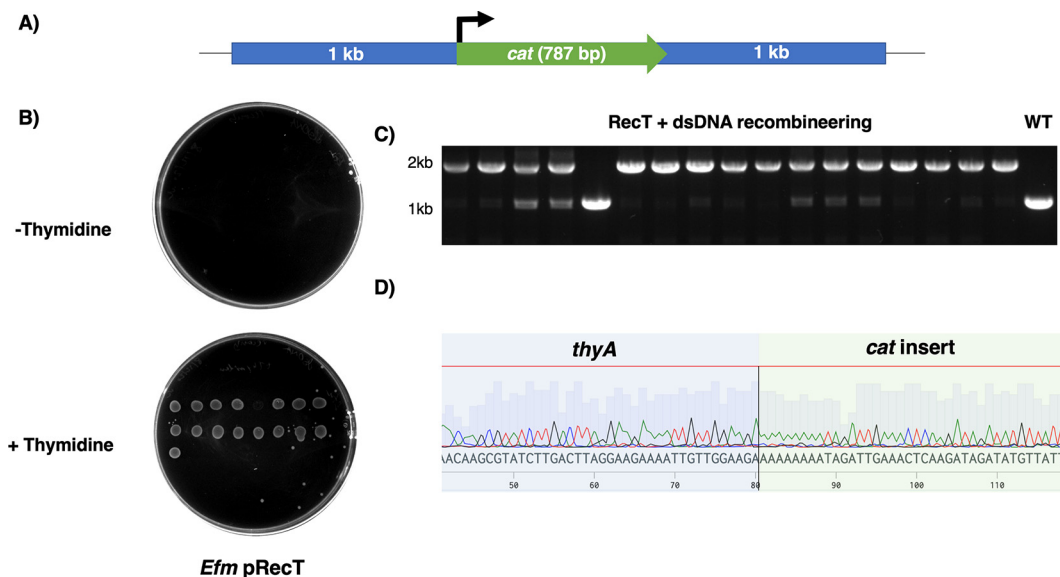 A)
1 kb
cat (787 bp)
1 kb
B)
-Thymidine
+ Thymidine
Efm pRecT
C)
RecT + dsDNA recombineering
WT
2kb
1kb
D)
thyA
cat insert
AACAAGCGTATCTTGACTTAGGAAGAAAATTGTTGGAAGAAAAAAAAATAGATTGAAACTCAAGATAGATATGTTATT
50
60
70
80
90
100
110